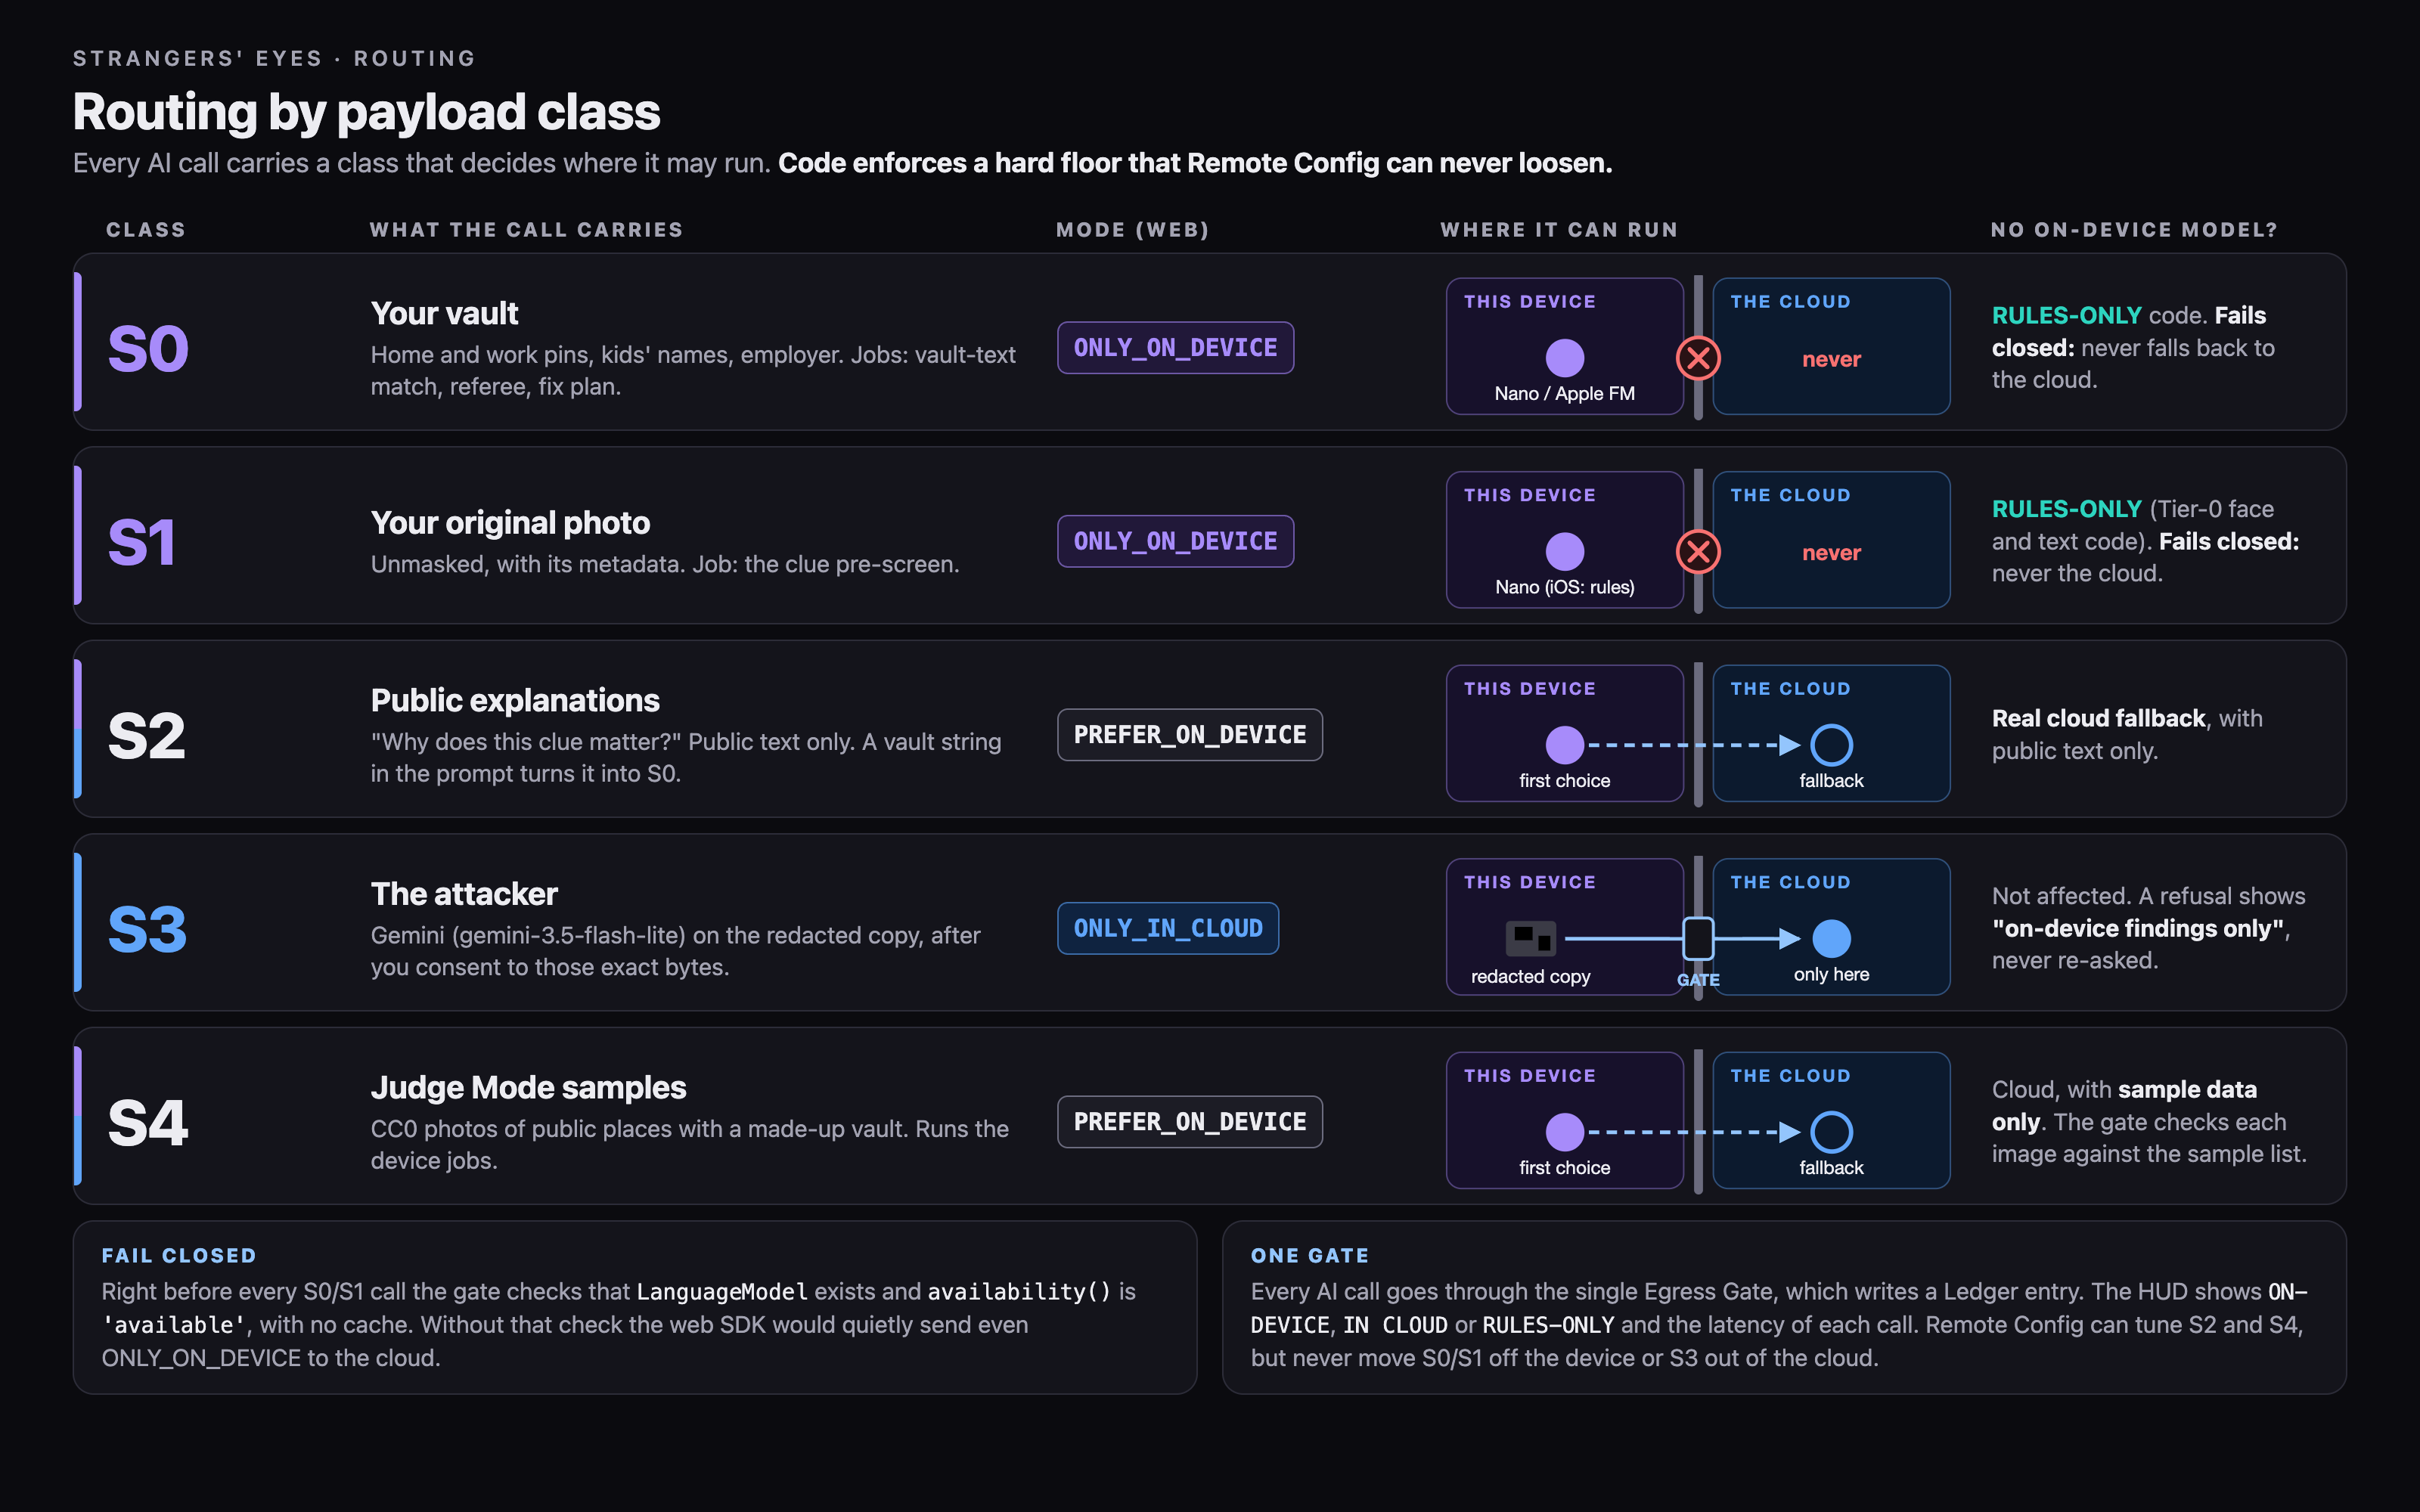 STRANGERS' EYES · ROUTING
Routing by payload class
Every AI call carries a class that decides where it may run. Code enforces a hard floor that Remote Config can never loosen.
CLASS
WHAT THE CALL CARRIES
MODE (WEB)
WHERE IT CAN RUN
NO ON-DEVICE MODEL?
S0
Your vault
Home and work pins, kids' names, employer. Jobs: vault-text
match, referee, fix plan.
ONLY_ON_DEVICE
THIS DEVICE
Nano / Apple FM
THE CLOUD
never
RULES-ONLY code. Fails
closed: never falls back to
the cloud.
S1
Your original photo
Unmasked, with its metadata. Job: the clue pre-screen.
ONLY_ON_DEVICE
THIS DEVICE
Nano (iOS: rules)
THE CLOUD
never
RULES-ONLY (Tier-0 face
and text code). Fails closed:
never the cloud.
S2
Public explanations
"Why does this clue matter?" Public text only. A vault string
in the prompt turns it into S0.
PREFER_ON_DEVICE
THIS DEVICE
first choice
THE CLOUD
fallback
Real cloud fallback, with
public text only.
S3
The attacker
Gemini (gemini-3.5-flash-lite) on the redacted copy, after
you consent to those exact bytes.
ONLY_IN_CLOUD
THIS DEVICE
redacted copy
GATE
THE CLOUD
only here
Not affected. A refusal shows
"on-device findings only",
never re-asked.
S4
Judge Mode samples
CC0 photos of public places with a made-up vault. Runs the
device jobs.
PREFER_ON_DEVICE
THIS DEVICE
first choice
THE CLOUD
fallback
Cloud, with sample data
only. The gate checks each
image against the sample list.
FAIL CLOSED
Right before every S0/S1 call the gate checks that LanguageModel exists and availability() is
'available', with no cache. Without that check the web SDK would quietly send even
ONLY_ON_DEVICE to the cloud.
ONE GATE
Every AI call goes through the single Egress Gate, which writes a Ledger entry. The HUD shows ON-
DEVICE, IN CLOUD or RULES-ONLY and the latency of each call. Remote Config can tune S2 and S4,
but never move S0/S1 off the device or S3 out of the cloud.